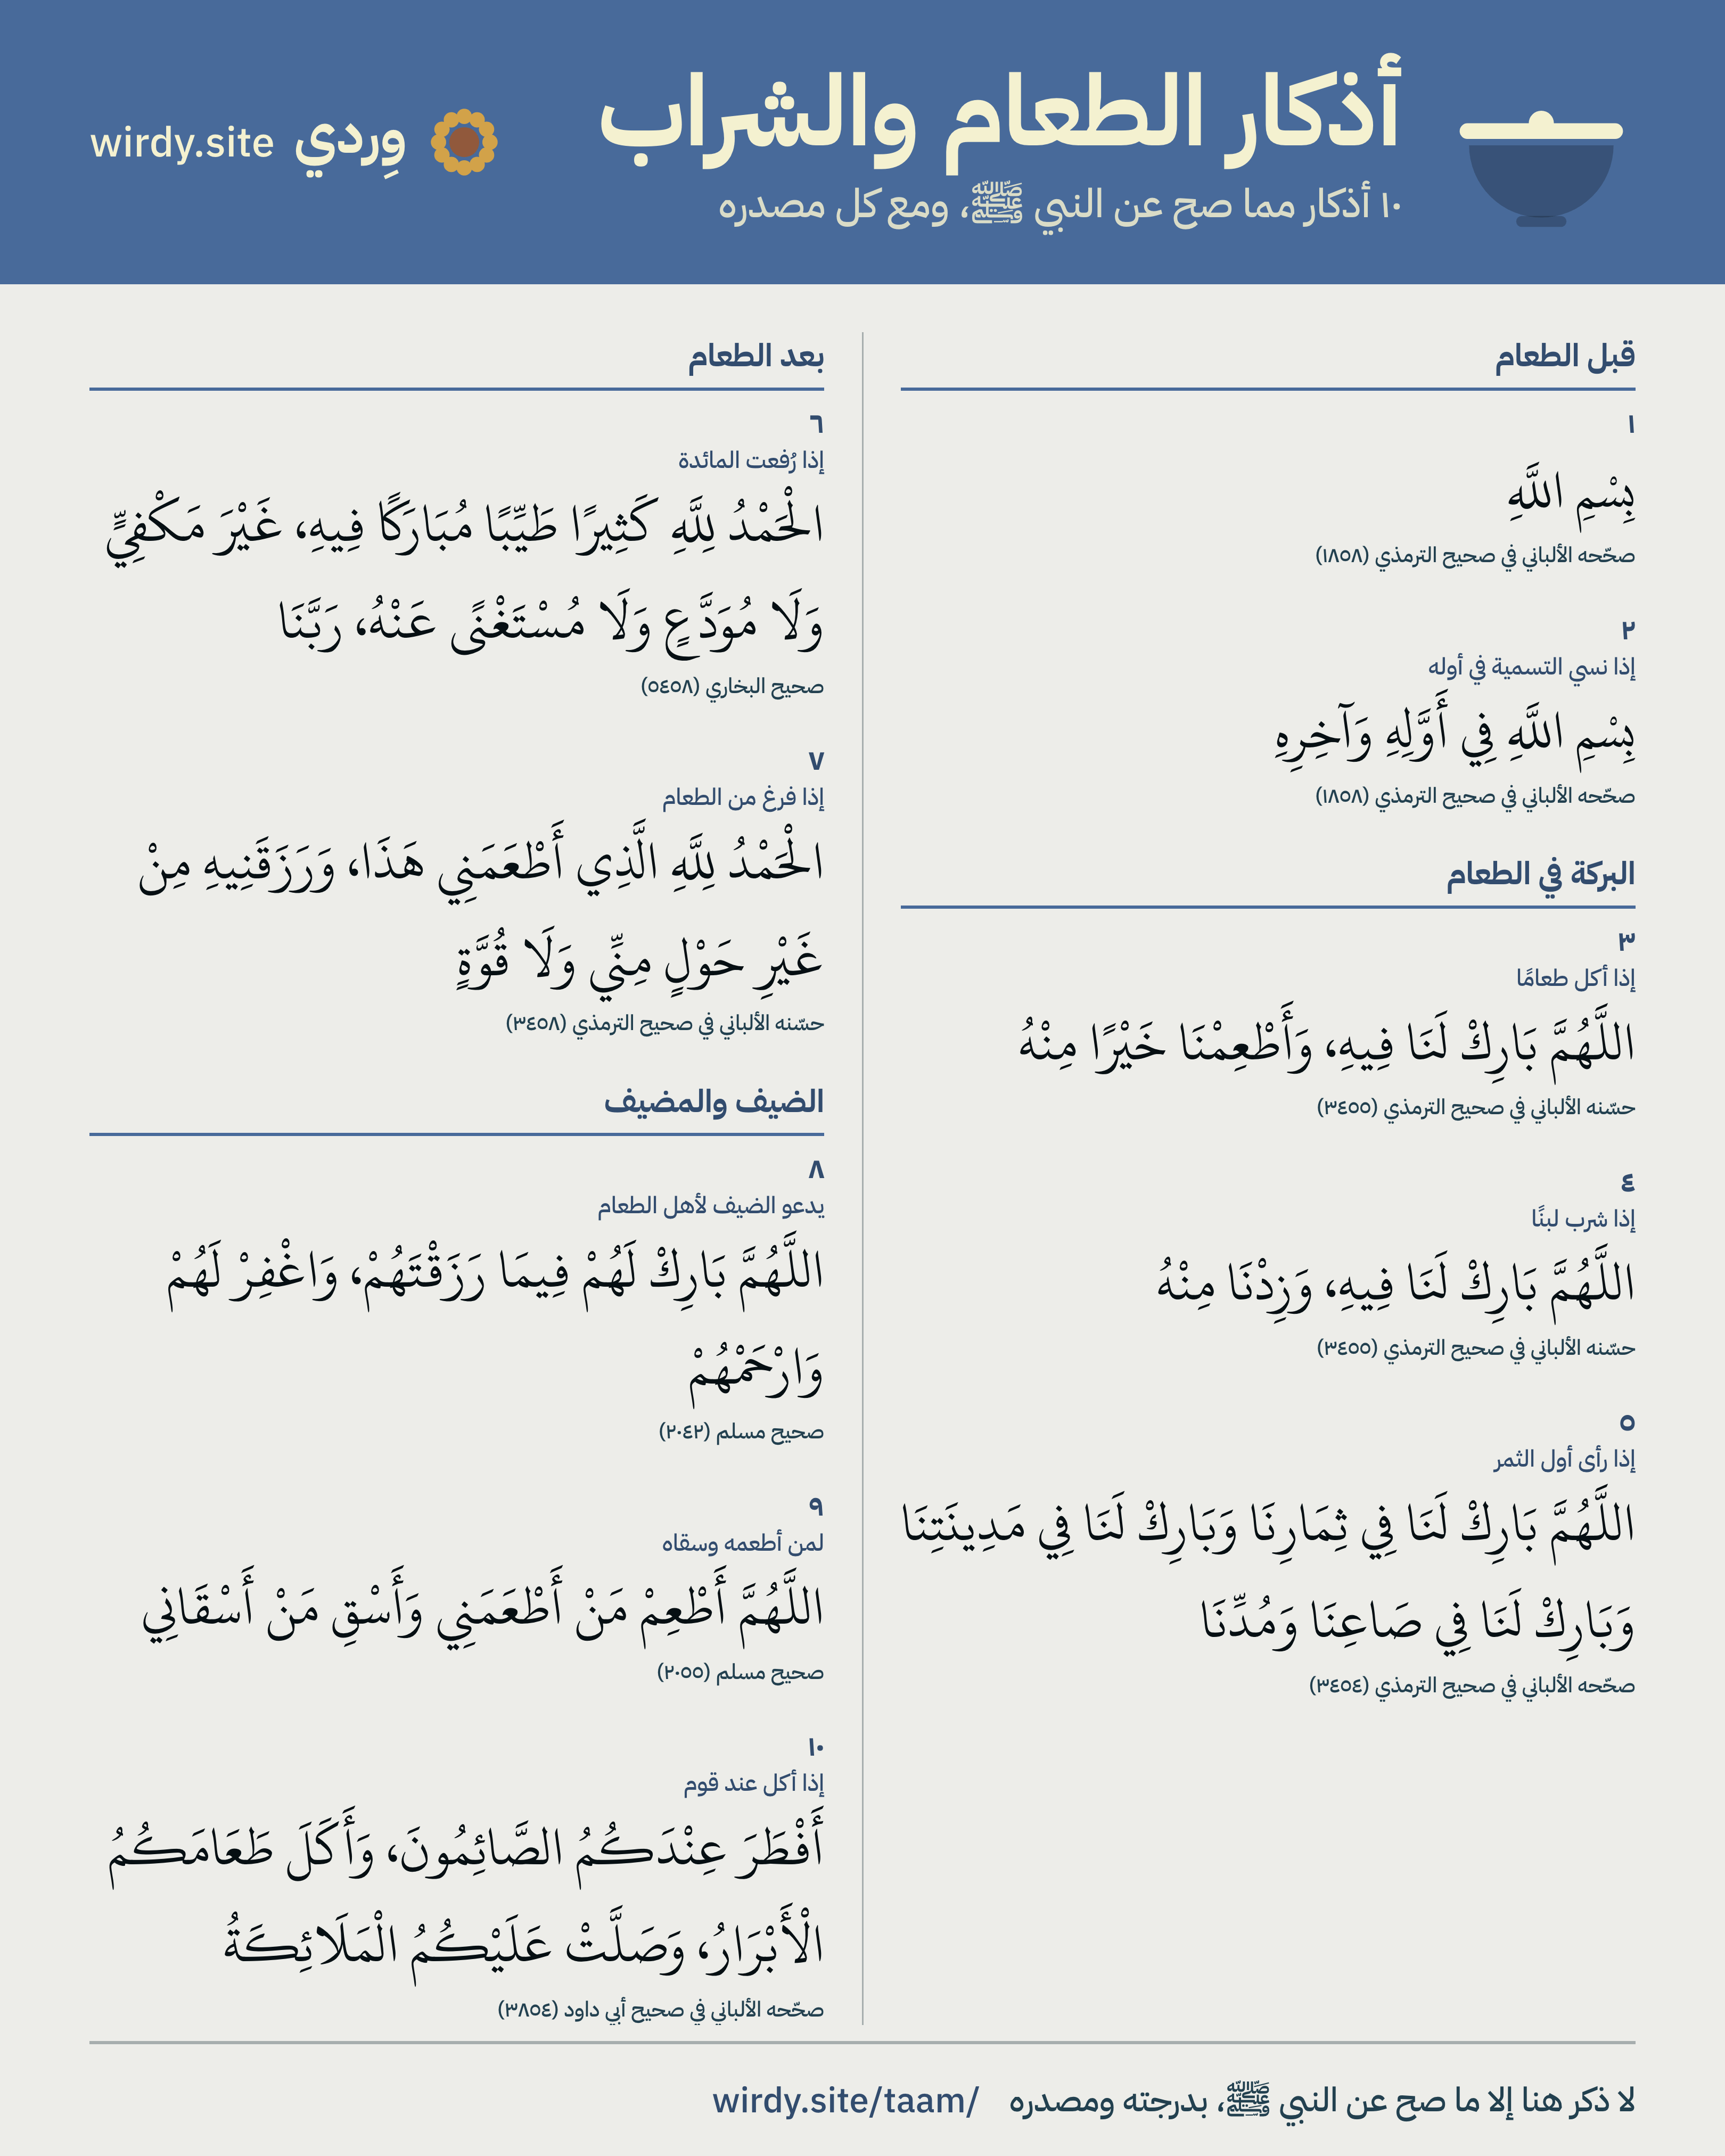 أذكار الطعام والشراب
١٠ أذكار مما صح عن النبي ﷺ، ومع كل مصدره
وِردي wirdy.site
قبل الطعام
١
بِسْمِ اللَّهِ
صحّحه الألباني في صحيح الترمذي (١٨٥٨)
٢
إذا نسي التسمية في أوله
بِسْمِ اللَّهِ فِي أَوَّلِهِ وَآخِرِهِ
صحّحه الألباني في صحيح الترمذي (١٨٥٨)
البركة في الطعام
٣
إذا أكل طعامًا
اللَّهُمَّ بَارِكْ لَنَا فِيهِ، وَأَطْعِمْنَا خَيْرًا مِنْهُ
حسّنه الألباني في صحيح الترمذي (٣٤٥٥)
٤
إذا شرب لبنًا
اللَّهُمَّ بَارِكْ لَنَا فِيهِ، وَزِدْنَا مِنْهُ
حسّنه الألباني في صحيح الترمذي (٣٤٥٥)
٥
إذا رأى أول الثمر
اللَّهُمَّ بَارِكْ لَنَا فِي ثِمَارِنَا وَبَارِكْ لَنَا فِي مَدِينَتِنَا
وَبَارِكْ لَنَا فِي صَاعِنَا وَمُدِّنَا
صحّحه الألباني في صحيح الترمذي (٣٤٥٤)
بعد الطعام
٦
إذا رُفعت المائدة
الْحَمْدُ لِلَّهِ كَثِيرًا طَيِّبًا مُبَارَكًا فِيهِ، غَيْرَ مَكْفِيٍّ
وَلَا مُوَدَّعٍ وَلَا مُسْتَغْنًى عَنْهُ، رَبَّنَا
صحيح البخاري (٥٤٥٨)
٧
إذا فرغ من الطعام
الْحَمْدُ لِلَّهِ الَّذِي أَطْعَمَنِي هَذَا، وَرَزَقَنِيهِ مِنْ
غَيْرِ حَوْلٍ مِنِّي وَلَا قُوَّةٍ
حسّنه الألباني في صحيح الترمذي (٣٤٥٨)
الضيف والمضيف
٨
يدعو الضيف لأهل الطعام
اللَّهُمَّ بَارِكْ لَهُمْ فِيمَا رَزَقْتَهُمْ، وَاغْفِرْ لَهُمْ
وَارْحَمْهُمْ
صحيح مسلم (٢٠٤٢)
٩
لمن أطعمه وسقاه
اللَّهُمَّ أَطْعِمْ مَنْ أَطْعَمَنِي وَأَسْقِ مَنْ أَسْقَانِي
صحيح مسلم (٢٠٥٥)
١٠
إذا أكل عند قوم
أَفْطَرَ عِنْدَكُمُ الصَّائِمُونَ، وَأَكَلَ طَعَامَكُمُ
الْأَبْرَارُ، وَصَلَّتْ عَلَيْكُمُ الْمَلَائِكَةُ
صحّحه الألباني في صحيح أبي داود (٣٨٥٤)
لا ذكر هنا إلا ما صح عن النبي ﷺ، بدرجته ومصدره wirdy.site/taam/